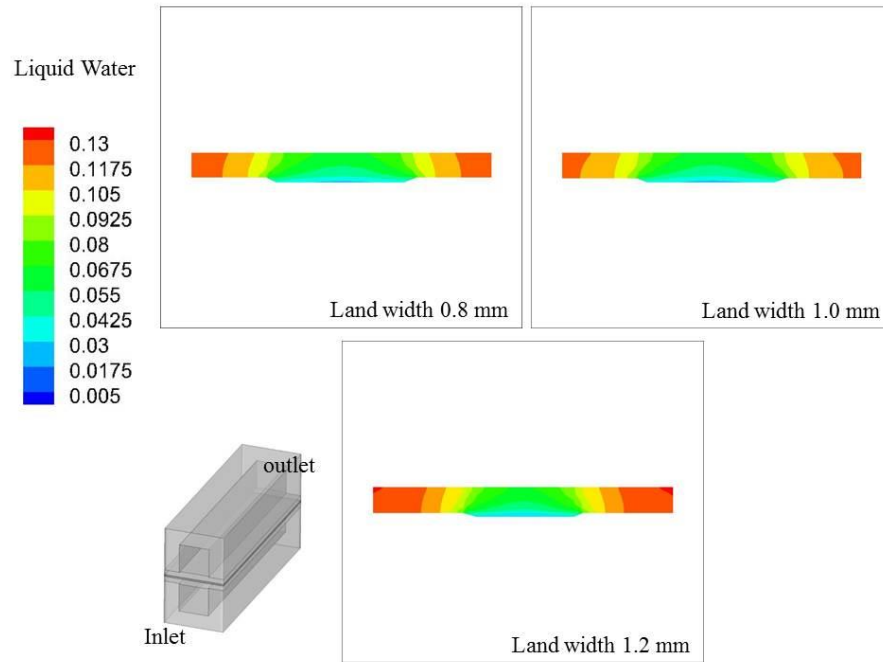 Liquid Water
0.13
0.1175
0.105
0.0925
0.08
0.0675
0.055
0.0425
0.03
0.0175
0.005
Land width 0.8 mm
Land width 1.0 mm
outlet
Inlet
Land width 1.2 mm